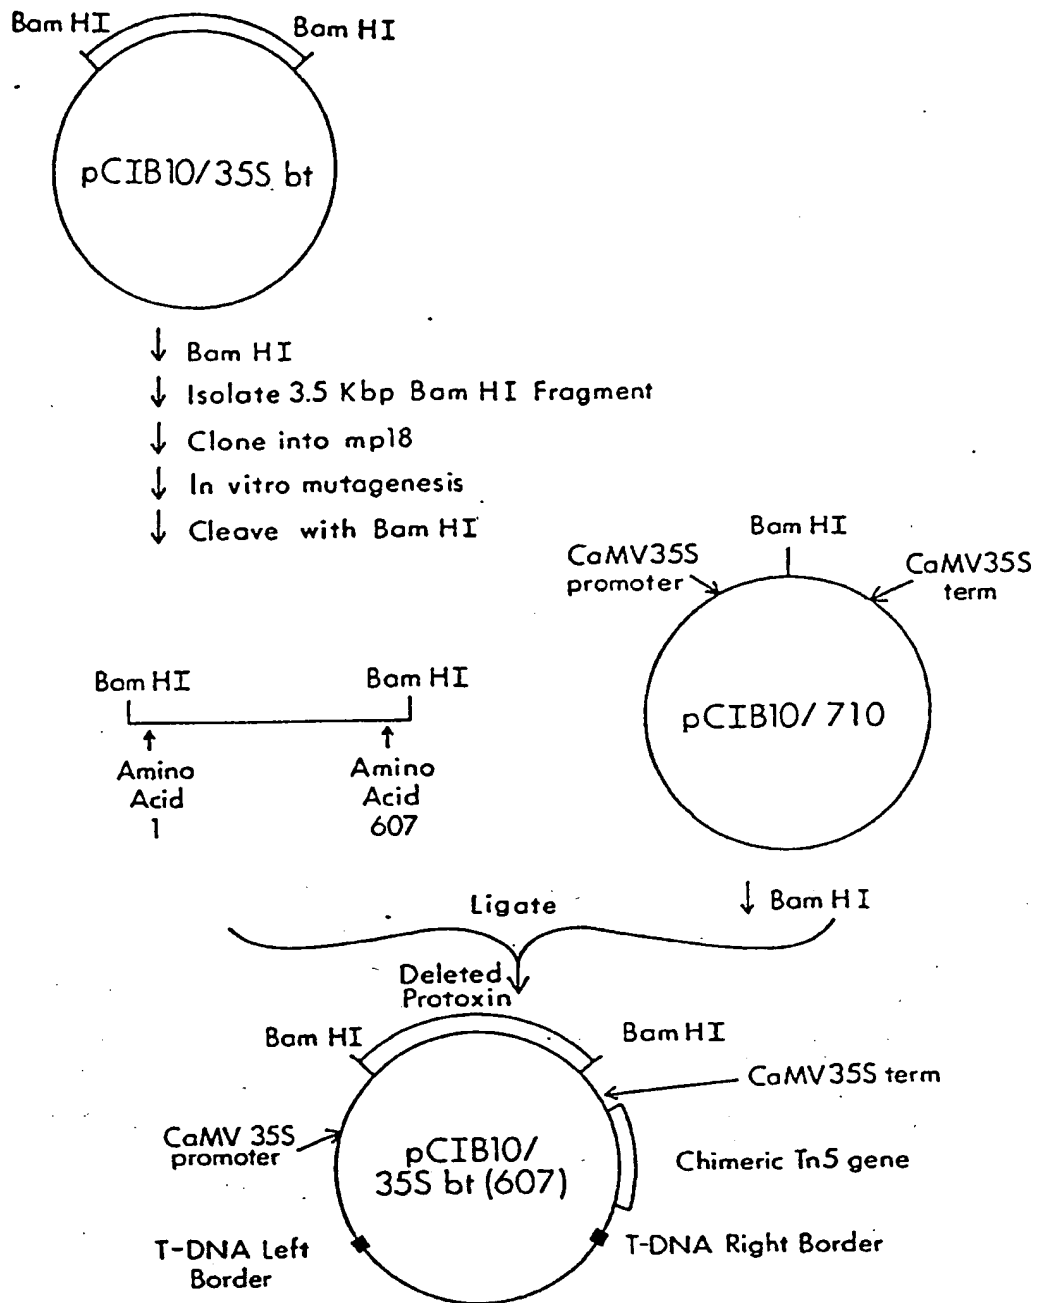 Bam HI
Bam HI
pCIB10/35S bt
↓ Bam HI
↓ Isolate 3.5 Kbp Bam HI Fragment
↓ Clone into mp18
↓ In vitro mutagenesis
↓ Cleave with Bam HI
Bam HI
CaMV35S
promoter
CaMV35S
term
pCIB10/710
Bam HI
Bam HI
Amino
Acid
1
Amino
Acid
607
↓ Bam HI
Ligate
Deleted
Protoxin
Bam HI
Bam HI
CaMV35S term
CaMV 35S
promoter
pCIB10/
35S bt (607)
Chimeric Tn5 gene
T-DNA Left
Border
T-DNA Right Border